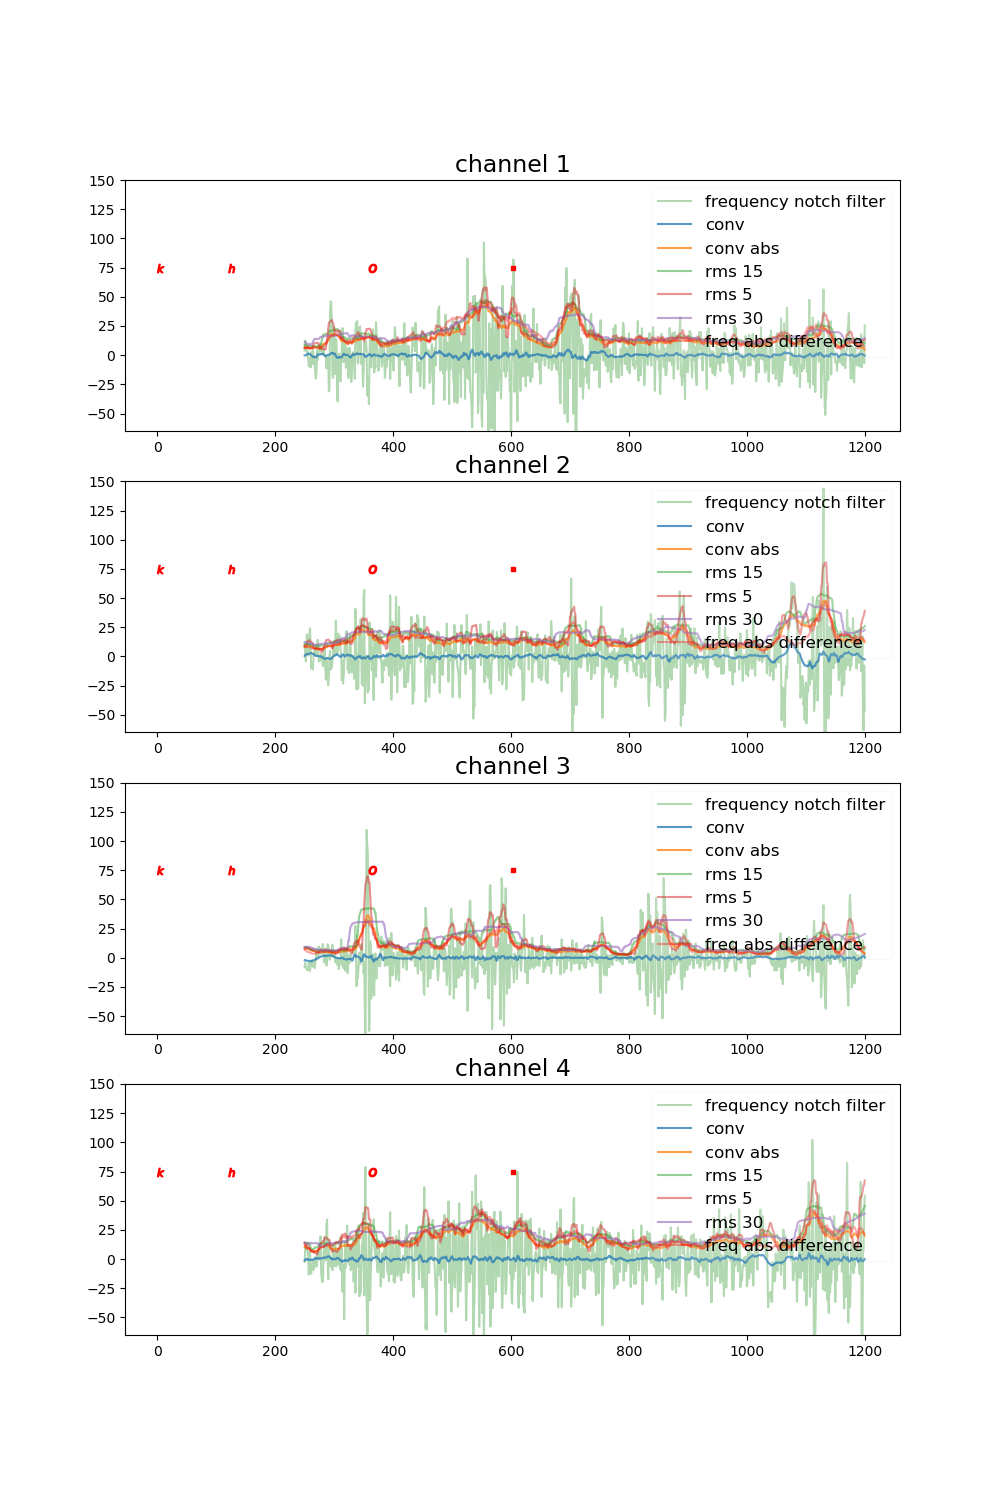 channel 1
150
125
100
75
50
25
0
−25
−50
frequency notch filter
conv
conv abs
rms 15
rms 5
rms 30
freq abs difference
k h O
0 200 400 600 800 1000 1200
channel 2
150
125
100
75
50
25
0
−25
−50
frequency notch filter
conv
conv abs
rms 15
rms 5
rms 30
freq abs difference
k h O
0 200 400 600 800 1000 1200
channel 3
150
125
100
75
50
25
0
−25
−50
frequency notch filter
conv
conv abs
rms 15
rms 5
rms 30
freq abs difference
k h O
0 200 400 600 800 1000 1200
channel 4
150
125
100
75
50
25
0
−25
−50
frequency notch filter
conv
conv abs
rms 15
rms 5
rms 30
freq abs difference
k h O
0 200 400 600 800 1000 1200